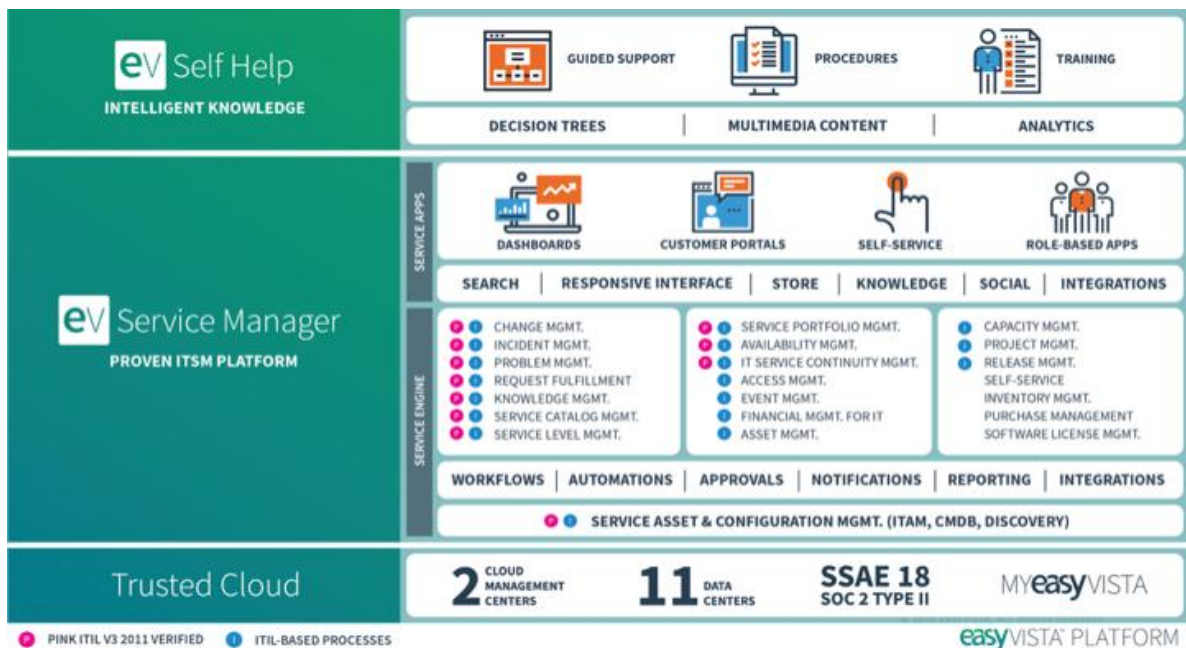 ev Self Help
INTELLIGENT KNOWLEDGE
GUIDED SUPPORT
PROCEDURES
TRAINING
DECISION TREES
MULTIMEDIA CONTENT
ANALYTICS
ev Service Manager
PROVEN ITSM PLATFORM
SERVICE APPS
DASHBOARDS
CUSTOMER PORTALS
SELF-SERVICE
ROLE-BASED APPS
SEARCH
RESPONSIVE INTERFACE
STORE
KNOWLEDGE
SOCIAL
INTEGRATIONS
SERVICE ENGINE
P I CHANGE MGMT.
P I INCIDENT MGMT.
P I PROBLEM MGMT.
P I REQUEST FULFILLMENT
P I KNOWLEDGE MGMT.
P I SERVICE CATALOG MGMT.
P I SERVICE LEVEL MGMT.
P I SERVICE PORTFOLIO MGMT.
P I AVAILABILITY MGMT.
P I IT SERVICE CONTINUITY MGMT.
I ACCESS MGMT.
I EVENT MGMT.
I FINANCIAL MGMT. FOR IT
I ASSET MGMT.
I CAPACITY MGMT.
I PROJECT MGMT.
I RELEASE MGMT.
SELF-SERVICE
INVENTORY MGMT.
PURCHASE MANAGEMENT
SOFTWARE LICENSE MGMT.
WORKFLOWS
AUTOMATIONS
APPROVALS
NOTIFICATIONS
REPORTING
INTEGRATIONS
P I SERVICE ASSET & CONFIGURATION MGMT. (ITAM, CMDB, DISCOVERY)
Trusted Cloud
2 CLOUD
MANAGEMENT
CENTERS
11 DATA
CENTERS
SSAE 18
SOC 2 TYPE II
MYeasyVISTA
P PINK ITIL V3 2011 VERIFIED
I ITIL-BASED PROCESSES
easyVISTA PLATFORM